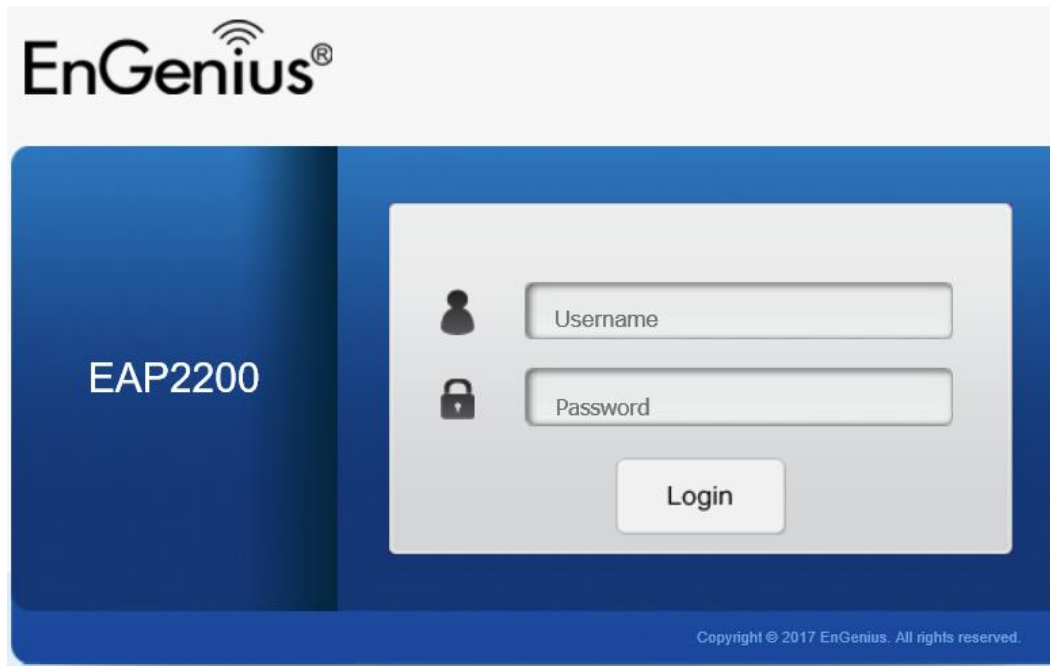 EnGenius®
EAP2200
Username
Password
Login
Copyright © 2017 EnGenius. All rights reserved.